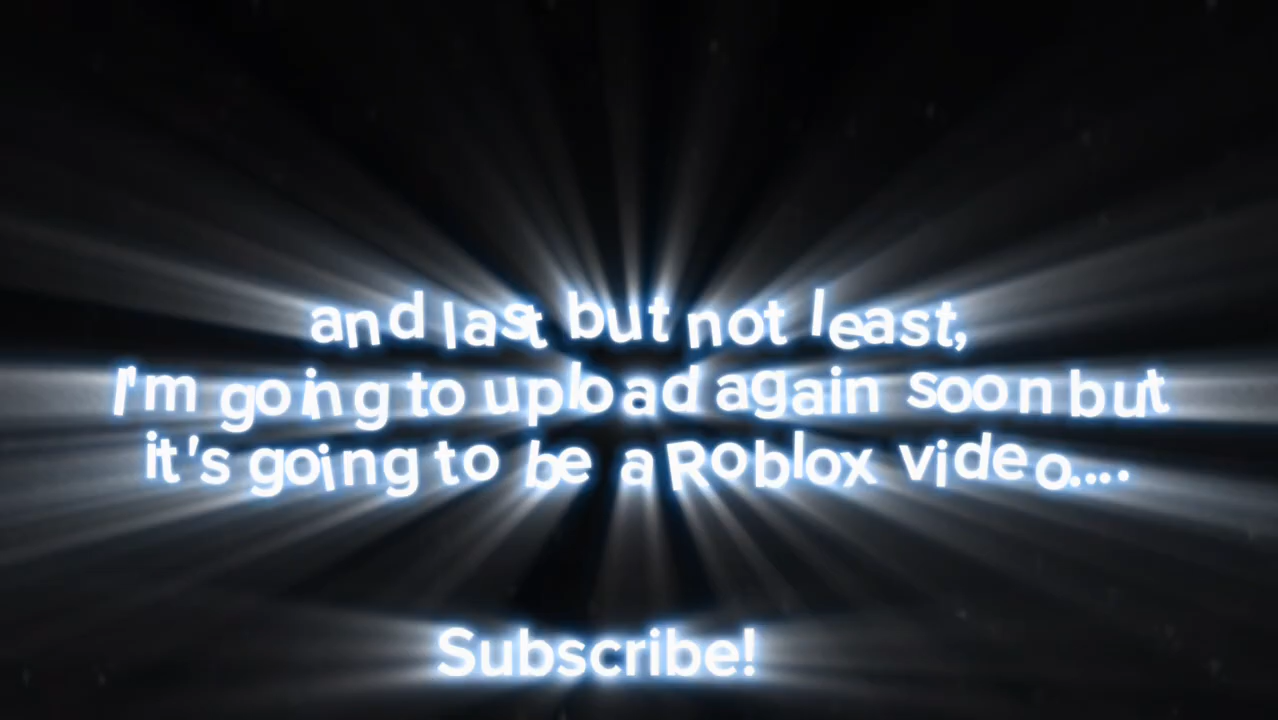 and last but not least,
I'm going to upload again soon but
it's going to be a Roblox video....
Subscribe!